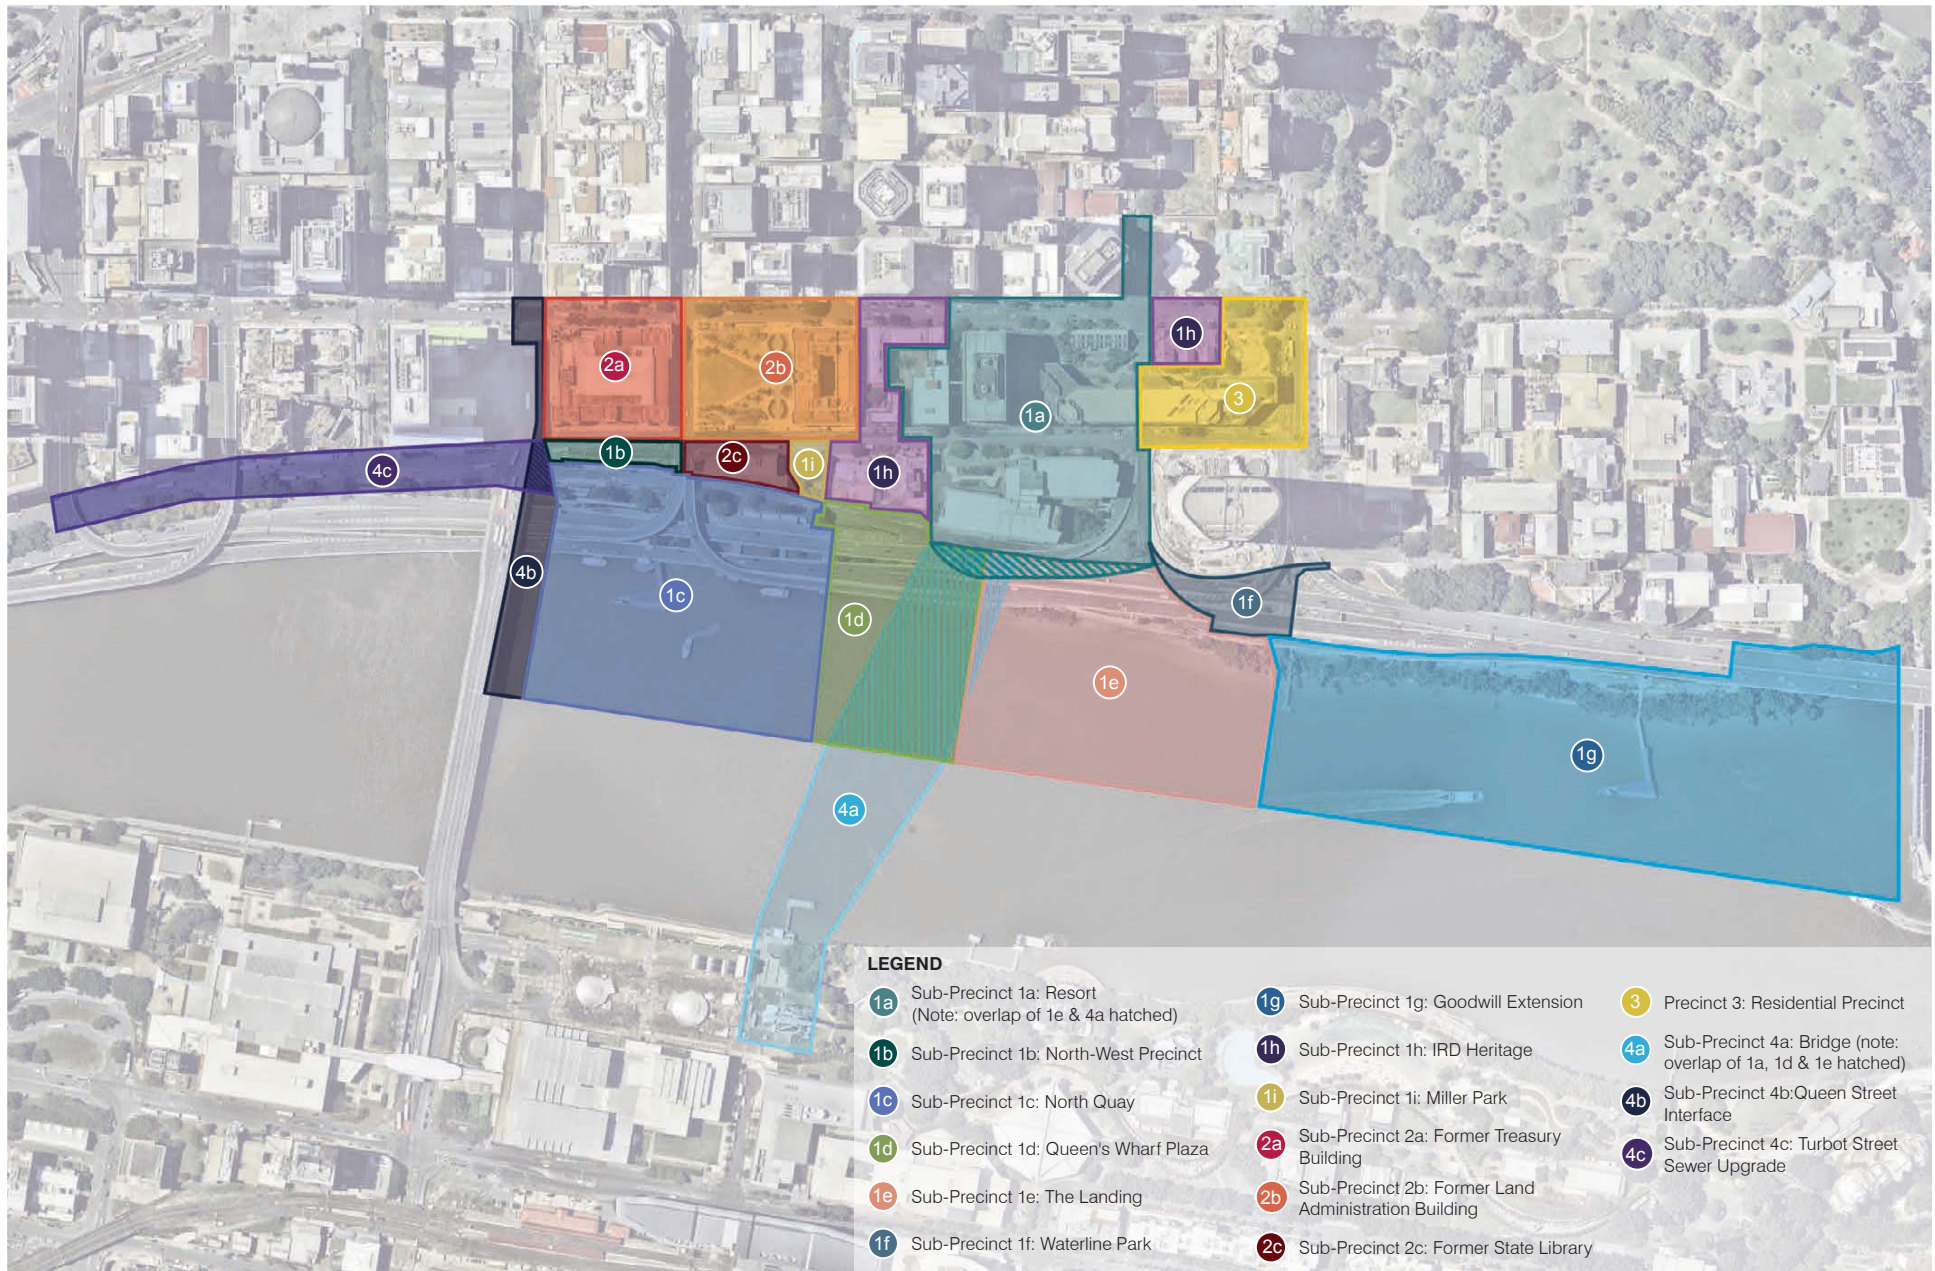 1h
2a
2b
3
1a
1b
2c
1i
1h
4c
4b
1c
1d
1f
1e
1g
4a
LEGEND
1a Sub-Precinct 1a: Resort
(Note: overlap of 1e & 4a hatched)
1b Sub-Precinct 1b: North-West Precinct
1c Sub-Precinct 1c: North Quay
1d Sub-Precinct 1d: Queen's Wharf Plaza
1e Sub-Precinct 1e: The Landing
1f Sub-Precinct 1f: Waterline Park
1g Sub-Precinct 1g: Goodwill Extension
1h Sub-Precinct 1h: IRD Heritage
1i Sub-Precinct 1i: Miller Park
2a Sub-Precinct 2a: Former Treasury
Building
2b Sub-Precinct 2b: Former Land
Administration Building
2c Sub-Precinct 2c: Former State Library
3 Precinct 3: Residential Precinct
4a Sub-Precinct 4a: Bridge (note:
overlap of 1a, 1d & 1e hatched)
4b Sub-Precinct 4b:Queen Street
Interface
4c Sub-Precinct 4c: Turbot Street
Sewer Upgrade